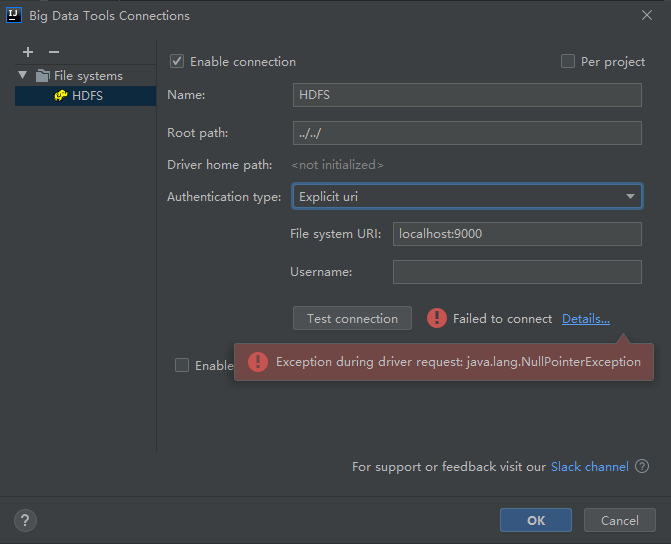 IJ Big Data Tools Connections
File systems
HDFS
Enable connection
Per project
Name: HDFS
Root path: ../../
Driver home path: <not initialized>
Authentication type: Explicit uri
File system URI: localhost:9000
Username:
Test connection
Failed to connect Details...
Exception during driver request: java.lang.NullPointerException
Enable
For support or feedback visit our Slack channel ?
? OK Cancel